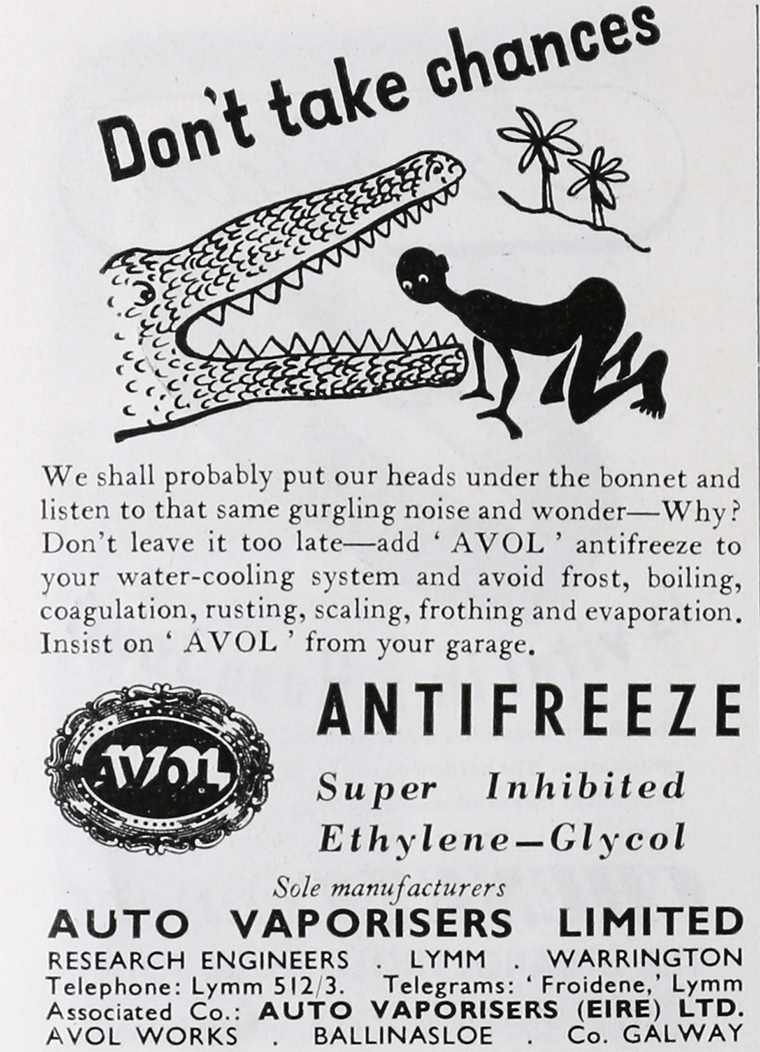 Don't take chances
We shall probably put our heads under the bonnet and
listen to that same gurgling noise and wonder—Why?
Don't leave it too late—add ‘ AVOL ’ antifreeze to
your water-cooling system and avoid frost, boiling,
coagulation, rusting, scaling, frothing and evaporation.
Insist on ‘ AVOL ’ from your garage.
AVOL
ANTIFREEZE
Super Inhibited
Ethylene—Glycol
Sole manufacturers
AUTO VAPORISERS LIMITED
RESEARCH ENGINEERS . LYMM . WARRINGTON
Telephone: Lymm 512/3. Telegrams: ‘ Froidene,’ Lymm
Associated Co.: AUTO VAPORISERS (EIRE) LTD.
AVOL WORKS . BALLINASLOE . Co. GALWAY